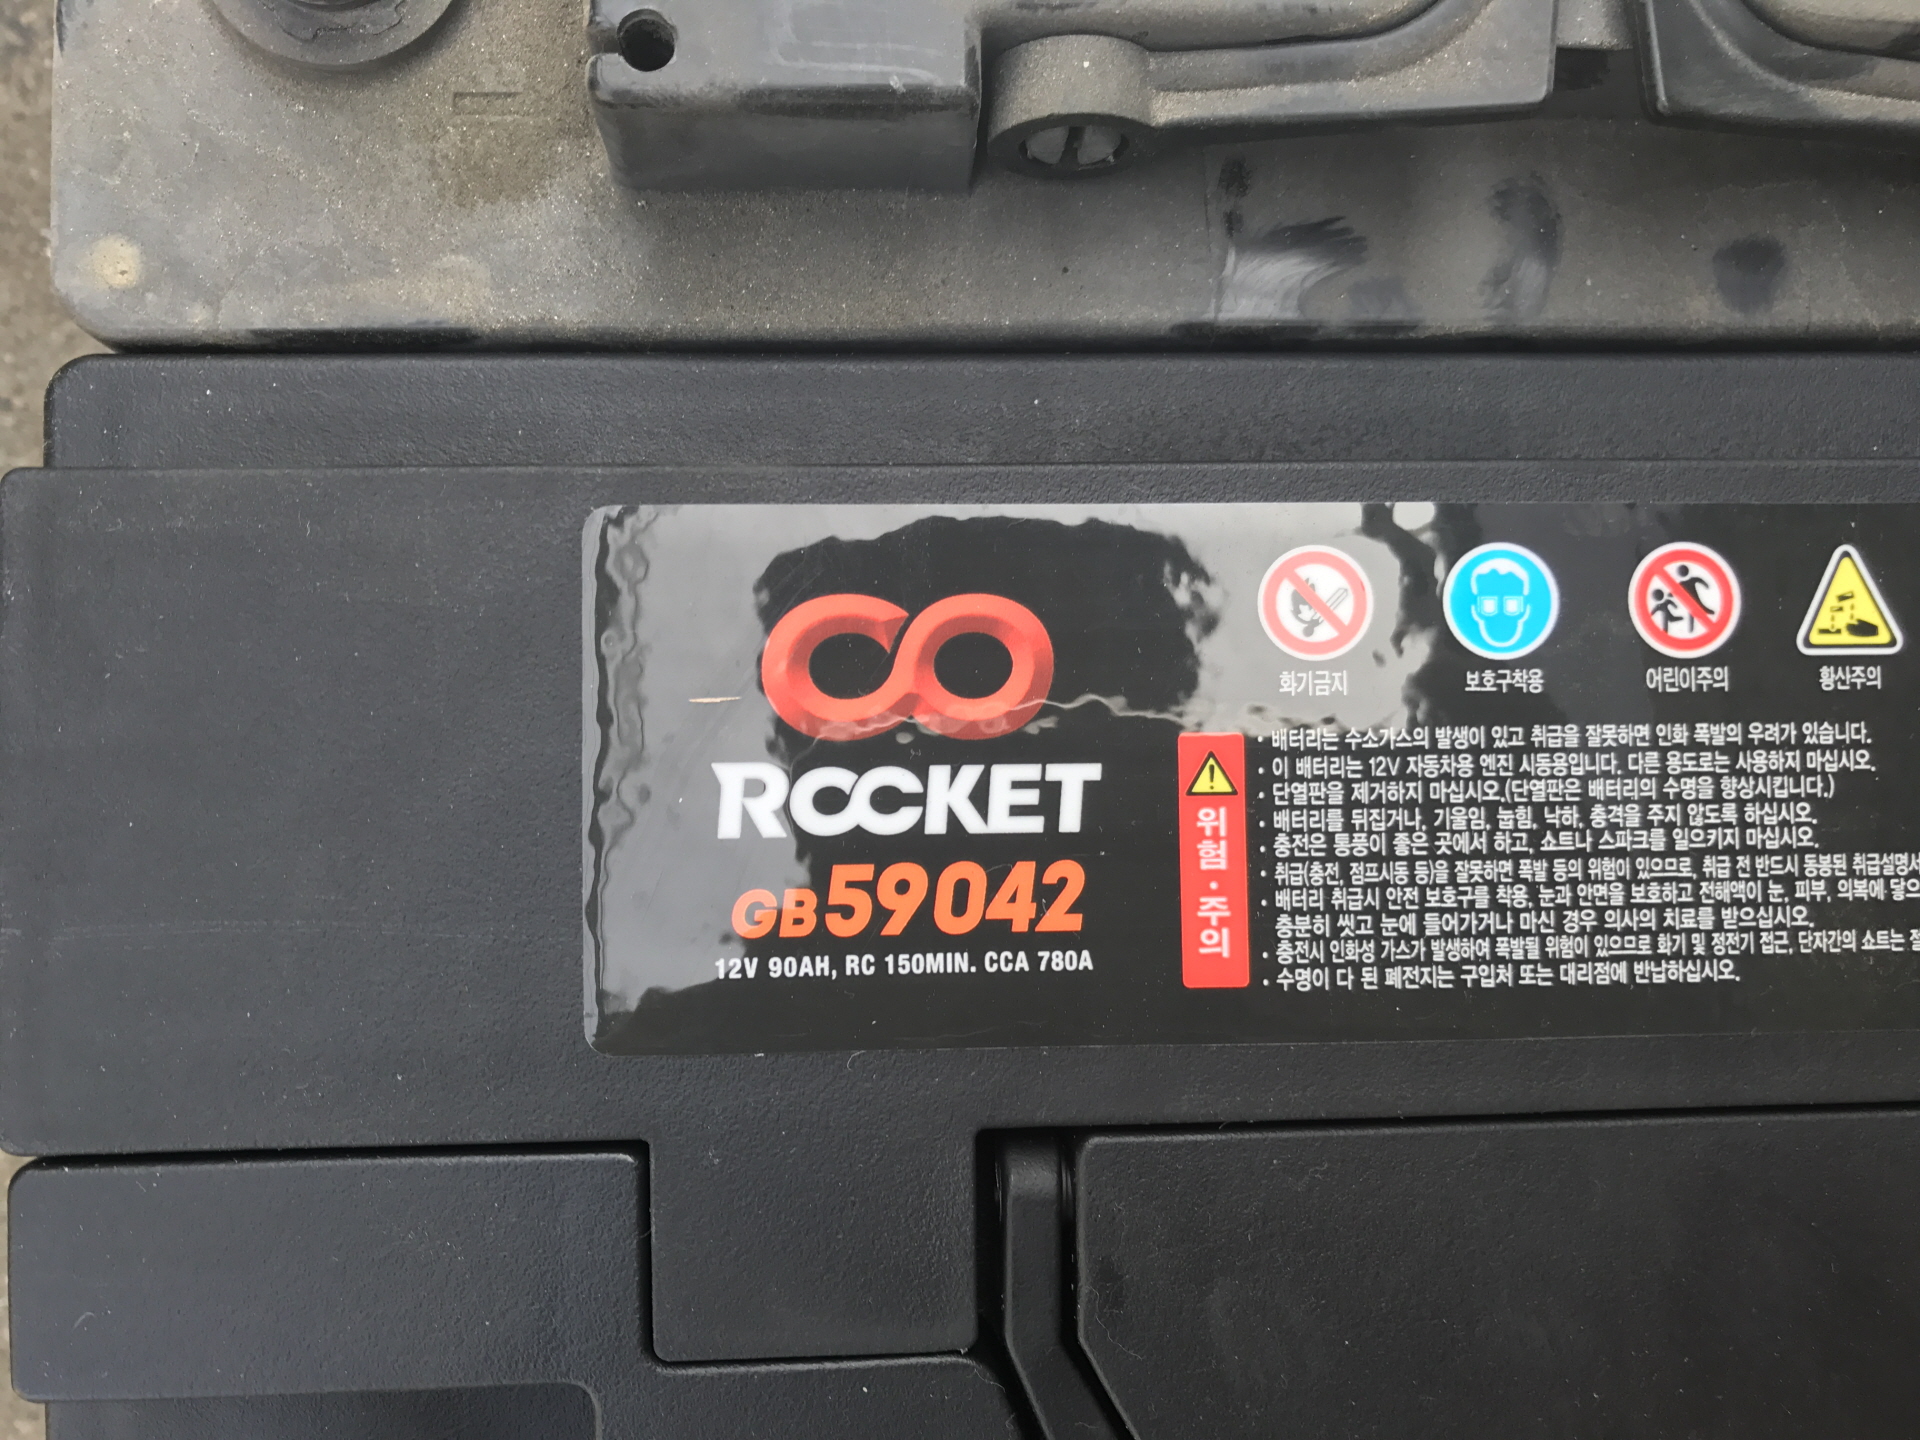 화기금지
보호구착용
어린이주의
황산주의
ROCKET
GB59042
12V 90AH, RC 150MIN. CCA 780A
위험·주의
· 배터리는 수소가스의 발생이 있고 취급을 잘못하면 인화 폭발의 우려가 있습니다.
· 이 배터리는 12V 자동차용 엔진 시동용입니다. 다른 용도로는 사용하지 마십시오.
· 단열판을 제거하지 마십시오.(단열판은 배터리의 수명을 향상시킵니다.)
· 배터리를 뒤집거나, 기울임, 눕힘, 낙하, 충격을 주지 않도록 하십시오.
· 충전은 통풍이 좋은 곳에서 하고, 쇼트나 스파크를 일으키지 마십시오.
· 취급(충전, 점프시동 등)을 잘못하면 폭발 등의 위험이 있으므로, 취급 전 반드시 동봉된 취급설명서
· 배터리 취급시 안전 보호구를 착용, 눈과 안면을 보호하고 전해액이 눈, 피부, 의복에 닿으
충분히 씻고 눈에 들어가거나 마신 경우 의사의 치료를 받으십시오.
· 충전시 인화성 가스가 발생하여 폭발될 위험이 있으므로 화기 및 정전기 접근, 단자간의 쇼트는 절
· 수명이 다 된 폐전지는 구입처 또는 대리점에 반납하십시오.